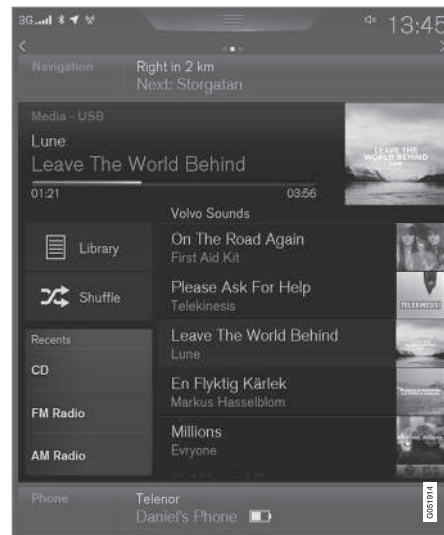 3G
13:45
Navigation
Right in 2 km
Next: Storgatan
Media - USB
Lune
Leave The World Behind
01:21
03:56
LEAVE THE
WORLD BEHIND
Volvo Sounds
Library
Shuffle
On The Road Again
First Aid Kit
Please Ask For Help
Telekinesis
TELEKINESIS!
Leave The World Behind
Lune
En Flyktig Kärlek
Markus Hasselblom
Millions
Evryone
Recents
CD
FM Radio
AM Radio
Phone
Telenor
Daniel's Phone
G051914